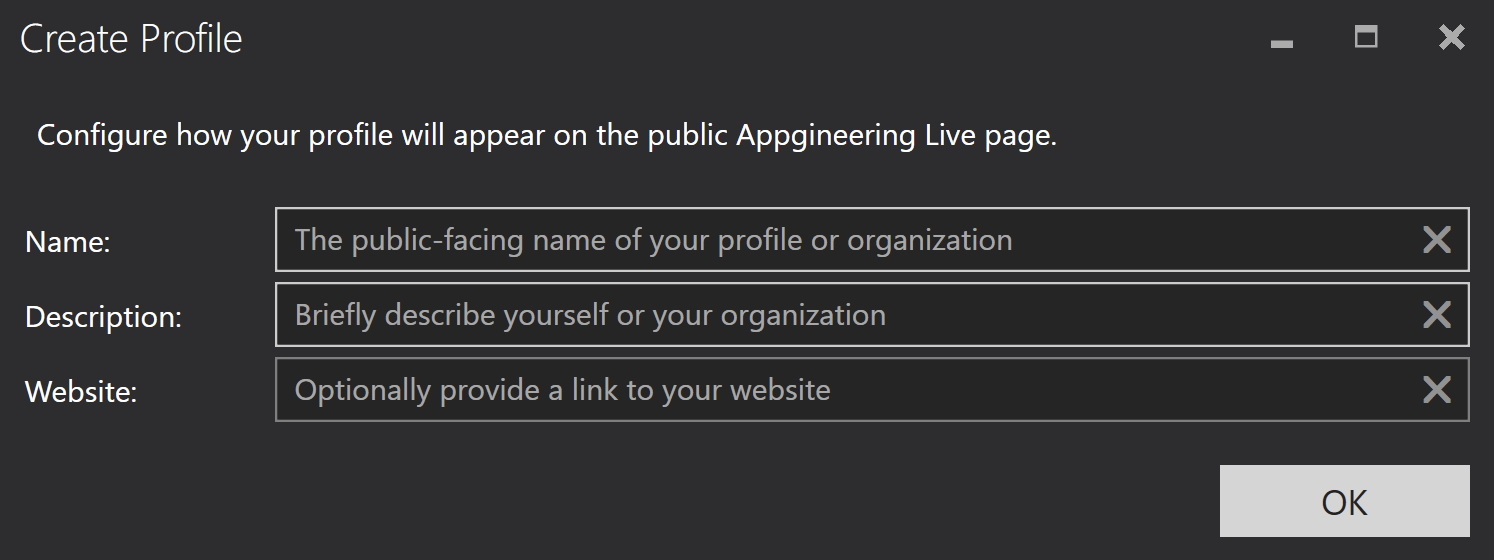 Create Profile
Configure how your profile will appear on the public Appgineering Live page.
Name:
The public-facing name of your profile or organization
Description:
Briefly describe yourself or your organization
Website:
Optionally provide a link to your website
OK